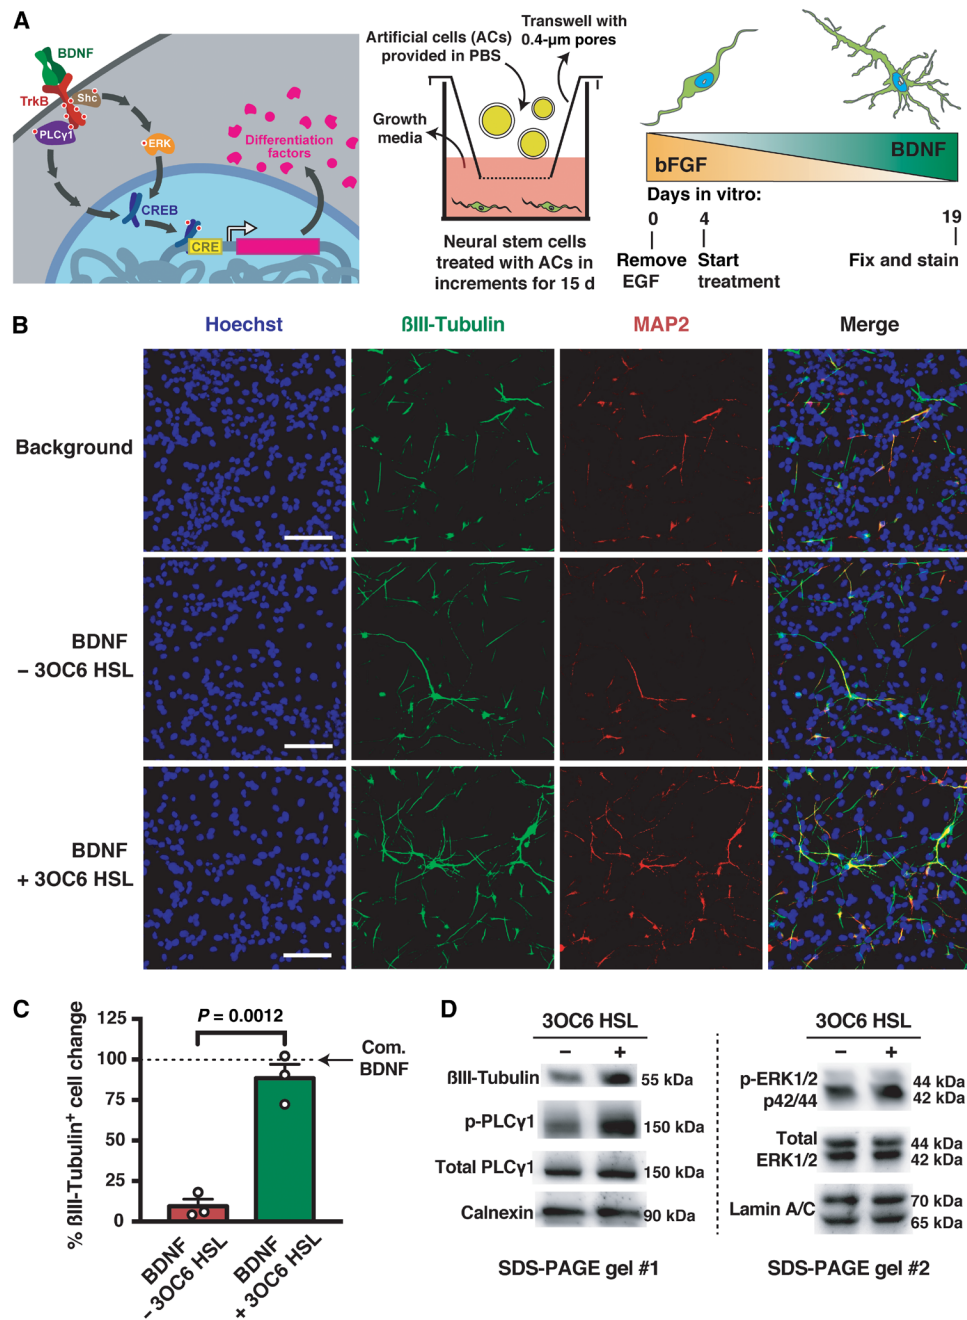 A
BDNF
TrkB
Shc
PLCγ1
ERK
Differentiation
factors
CREB
CRE
Artificial cells (ACs)
provided in PBS
Transwell with
0.4-µm pores
Growth
media
Neural stem cells
treated with ACs in
increments for 15 d
bFGF
BDNF
Days in vitro:
0
4
19
Remove
EGF
Start
treatment
Fix and stain
B
Hoechst
ßIII-Tubulin
MAP2
Merge
Background
BDNF
– 3OC6 HSL
BDNF
+ 3OC6 HSL
C
% ßIII-Tubulin+ cell change
125
100
75
50
25
0
P = 0.0012
Com.
BDNF
BDNF
– 3OC6 HSL
BDNF
+ 3OC6 HSL
D
3OC6 HSL
– +
ßIII-Tubulin
55 kDa
p-PLCγ1
150 kDa
Total PLCγ1
150 kDa
Calnexin
90 kDa
SDS-PAGE gel #1
3OC6 HSL
– +
p-ERK1/2
p42/44
44 kDa
42 kDa
Total
ERK1/2
44 kDa
42 kDa
Lamin A/C
70 kDa
65 kDa
SDS-PAGE gel #2